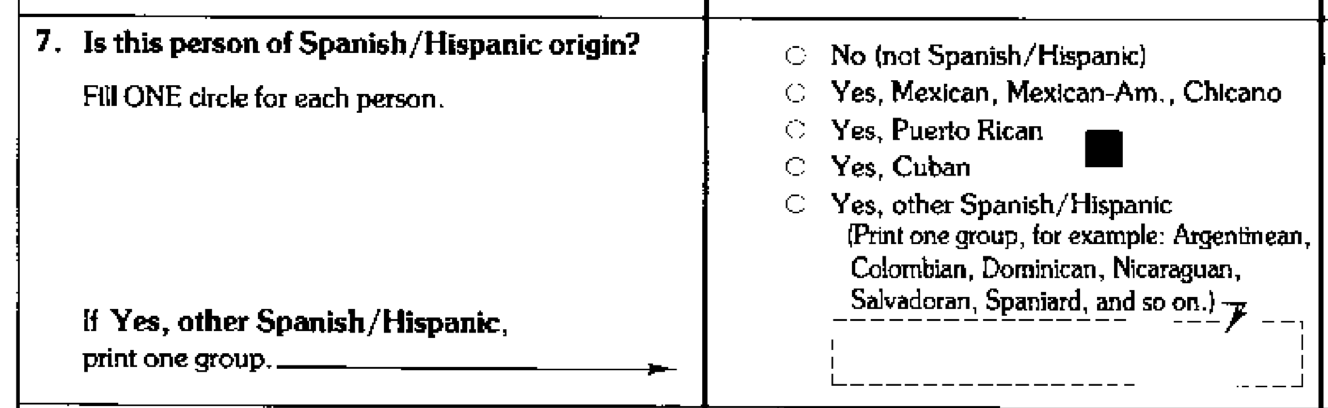 7. Is this person of Spanish/Hispanic origin?
Fill ONE circle for each person.
If Yes, other Spanish/Hispanic,
print one group.
No (not Spanish/Hispanic)
Yes, Mexican, Mexican-Am., Chicano
Yes, Puerto Rican
Yes, Cuban
Yes, other Spanish/Hispanic
(Print one group, for example: Argentinean,
Colombian, Dominican, Nicaraguan,
Salvadoran, Spaniard, and so on.)